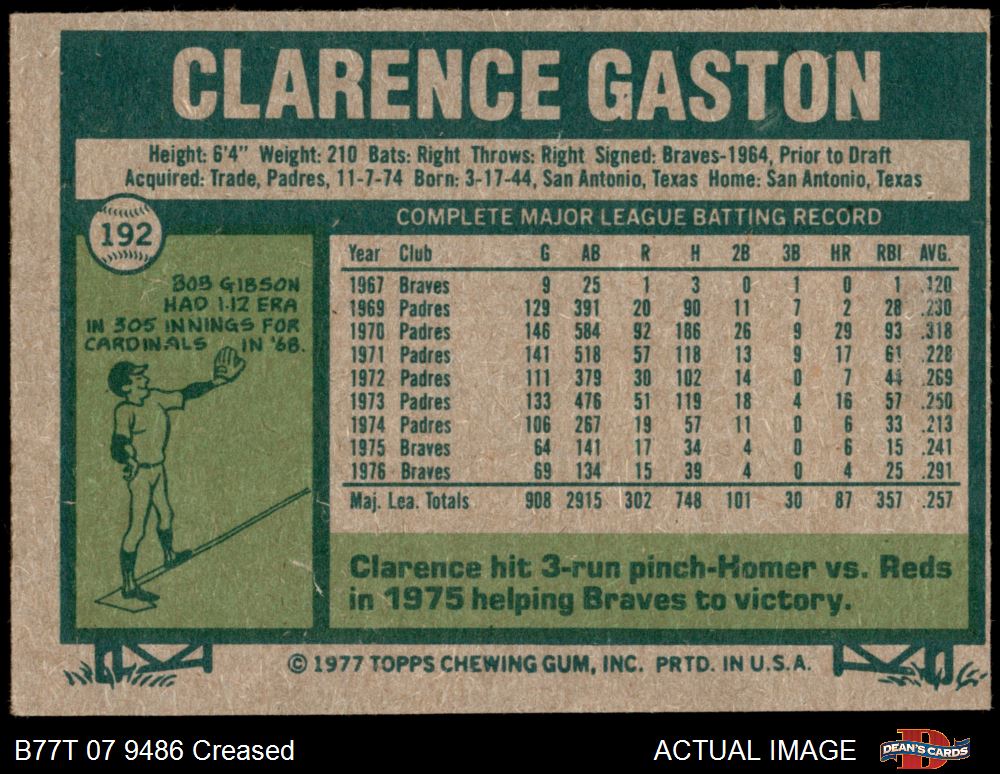 CLARENCE GASTON
Height: 6'4" Weight: 210 Bats: Right Throws: Right Signed: Braves-1964, Prior to Draft
Acquired: Trade, Padres, 11-7-74 Born: 3-17-44, San Antonio, Texas Home: San Antonio, Texas
192
BOB GIBSON
HAD 1.12 ERA
IN 305 INNINGS FOR
CARDINALS IN '68.
COMPLETE MAJOR LEAGUE BATTING RECORD
Year Club G AB R H 2B 3B HR RBI AVG.
1967 Braves 9 25 1 3 0 1 0 1 .120
1969 Padres 129 391 20 90 11 7 2 28 .230
1970 Padres 146 584 92 186 26 9 29 93 .318
1971 Padres 141 518 57 118 13 9 17 61 .228
1972 Padres 111 379 30 102 14 0 7 44 .269
1973 Padres 133 476 51 119 18 4 16 57 .250
1974 Padres 106 267 19 57 11 0 6 33 .213
1975 Braves 64 141 17 34 4 0 6 15 .241
1976 Braves 69 134 15 39 4 0 4 25 .291
Maj. Lea. Totals 908 2915 302 748 101 30 87 357 .257
Clarence hit 3-run pinch-Homer vs. Reds
in 1975 helping Braves to victory.
© 1977 TOPPS CHEWING GUM, INC. PRTD. IN U.S.A.
B77T 07 9486 Creased
ACTUAL IMAGE
DEAN'S CARDS